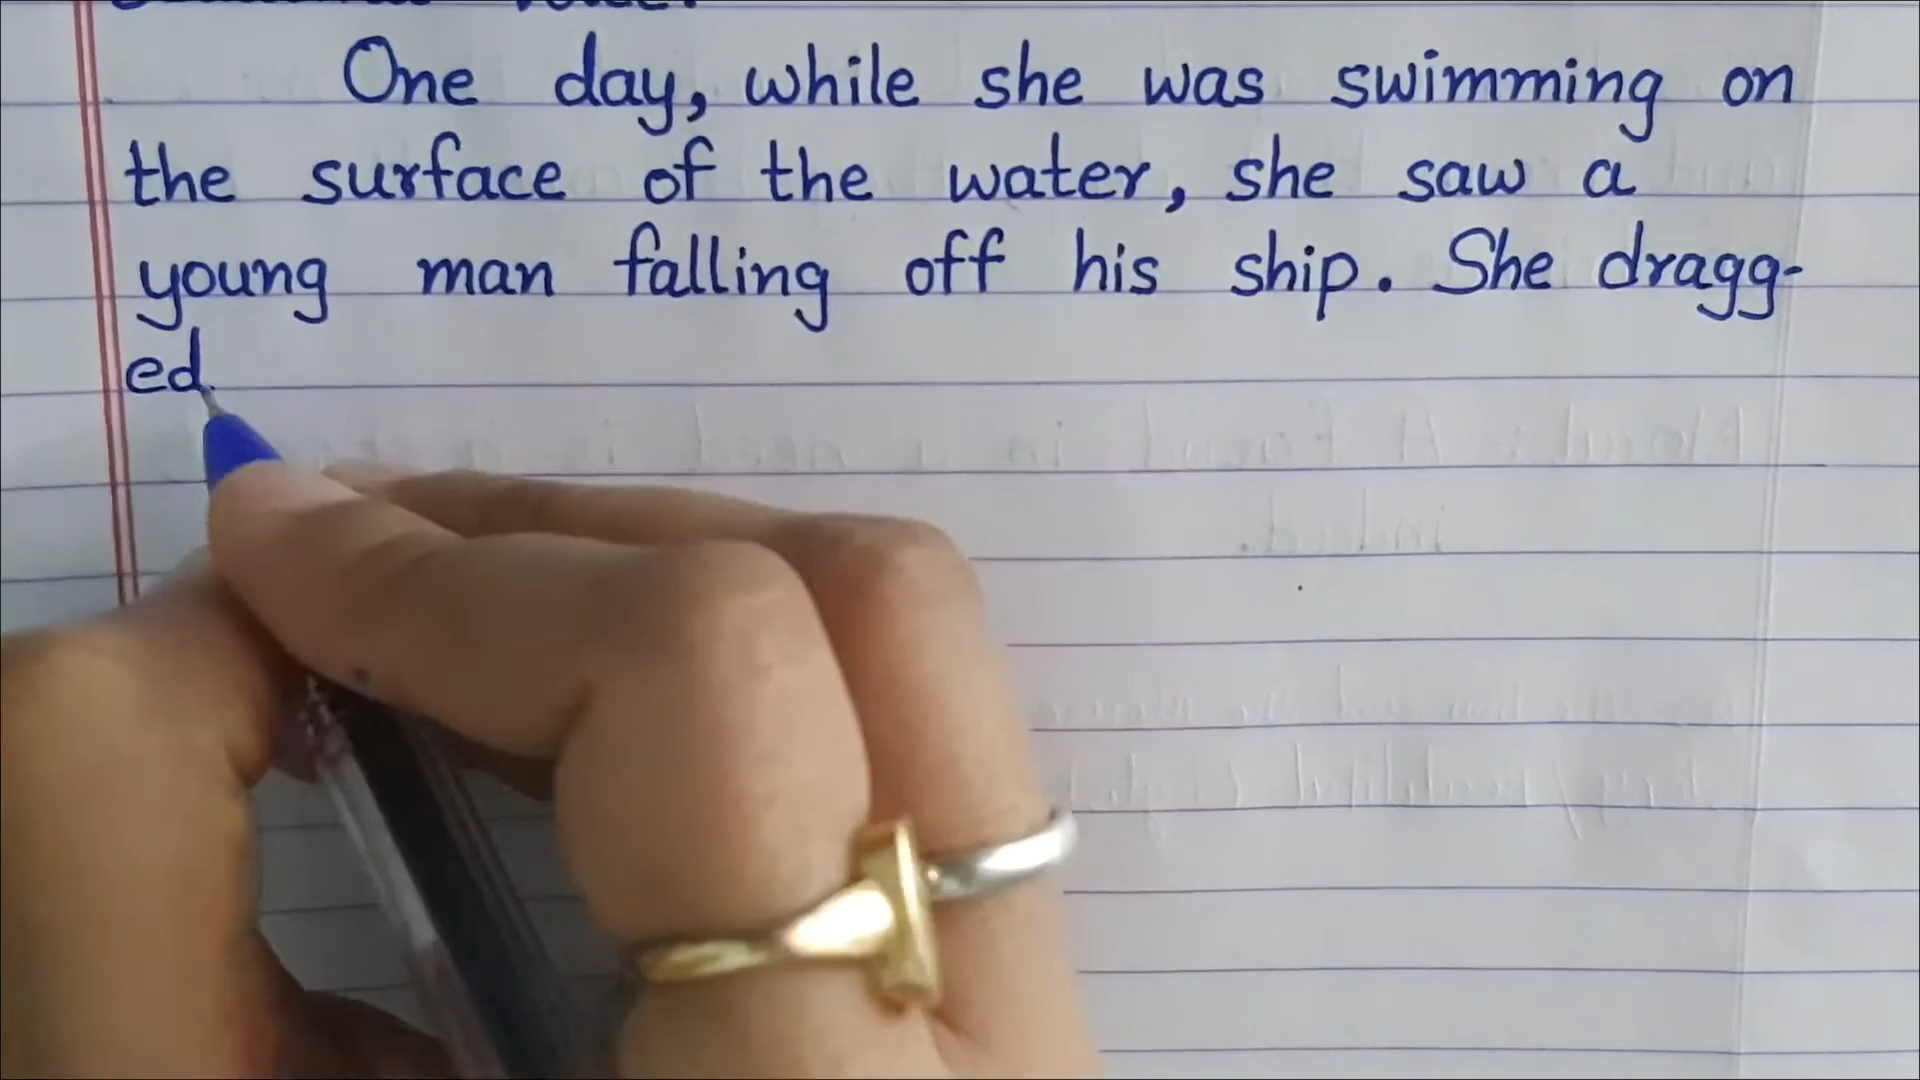 One day, while she was swimming on
the surface of the water, she saw a
young man falling off his ship. She dragg-
ed